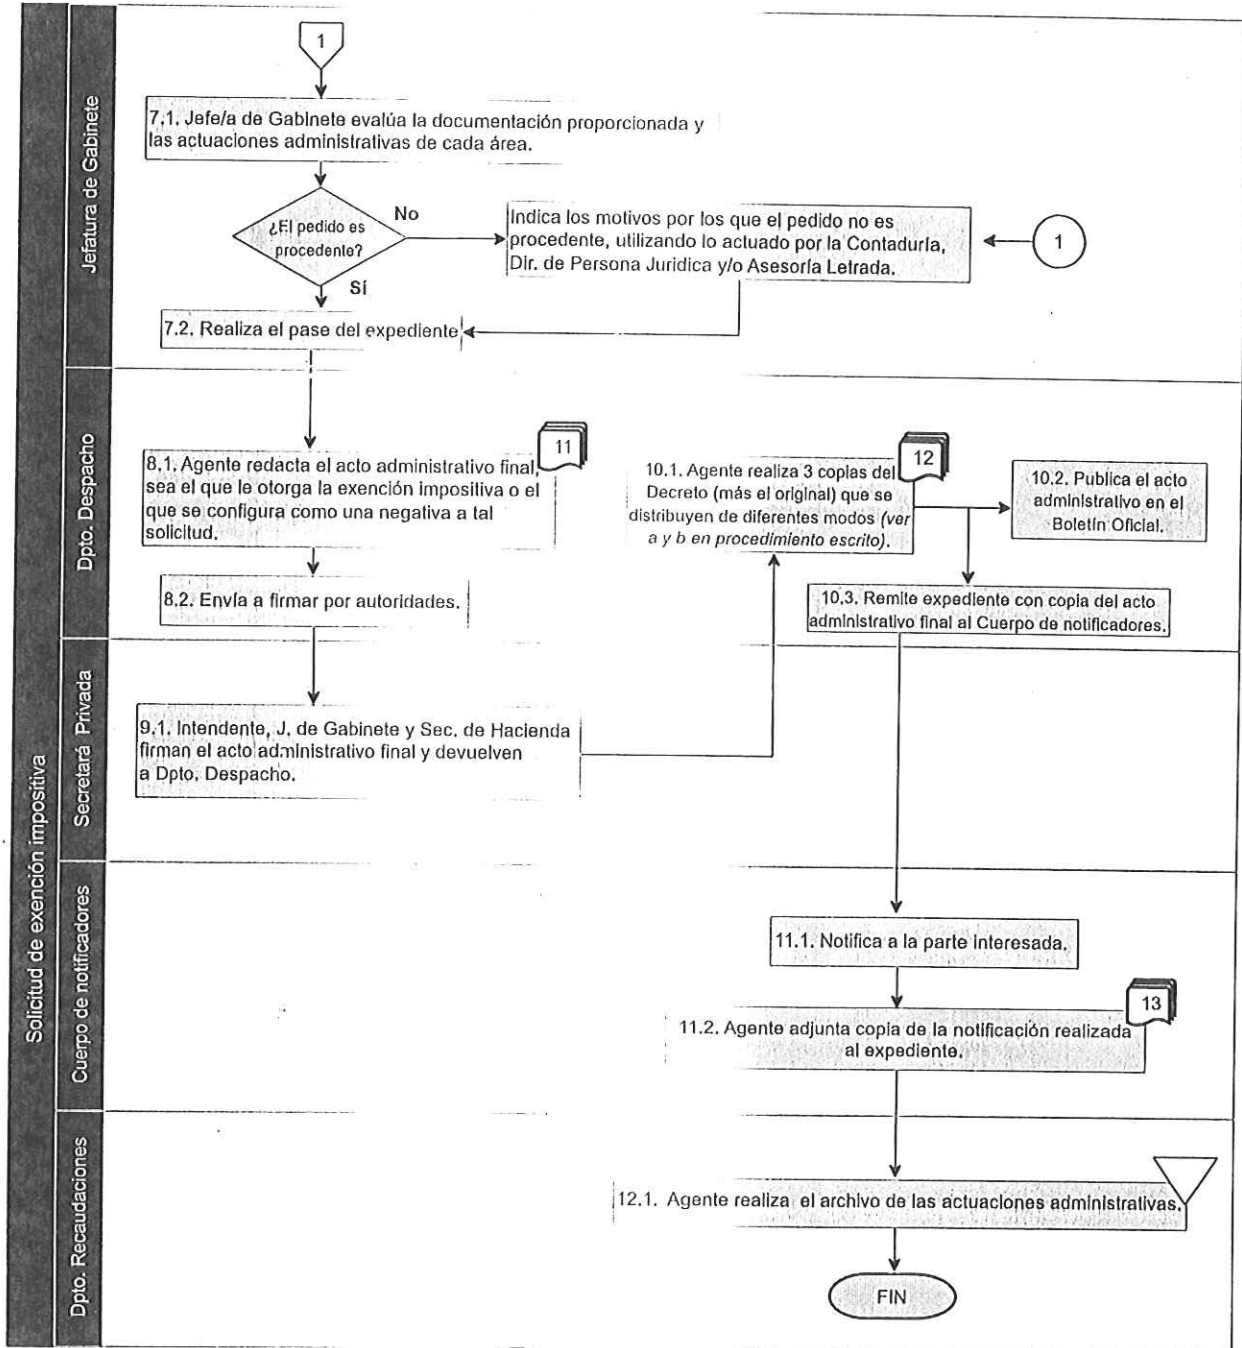 Solicitud de exención impositiva
Jefatura de Gabinete
1
7.1. Jefe/a de Gabinete evalúa la documentación proporcionada y
las actuaciones administrativas de cada área.
¿El pedido es
procedente?
No
Sí
Indica los motivos por los que el pedido no es
procedente, utilizando lo actuado por la Contaduría,
Dir. de Persona Juridica y/o Asesoría Letrada.
1
7.2. Realiza el pase del expediente
Dpto. Despacho
11
8.1. Agente redacta el acto administrativo final,
sea el que le otorga la exención impositiva o el
que se configura como una negativa a tal
solicitud.
8.2. Envía a firmar por autoridades.
12
10.1. Agente realiza 3 copias del
Decreto (más el original) que se
distribuyen de diferentes modos (ver
a y b en procedimiento escrito).
10.2. Publica el acto
administrativo en el
Boletín Oficial.
10.3. Remite expediente con copia del acto
administrativo final al Cuerpo de notificadores.
Secretará Privada
9.1. Intendente, J. de Gabinete y Sec. de Hacienda
firman el acto administrativo final y devuelven
a Dpto. Despacho.
Cuerpo de notificadores
11.1. Notifica a la parte interesada.
13
11.2. Agente adjunta copia de la notificación realizada
al expediente.
Dpto. Recaudaciones
12.1. Agente realiza el archivo de las actuaciones administrativas.
FIN